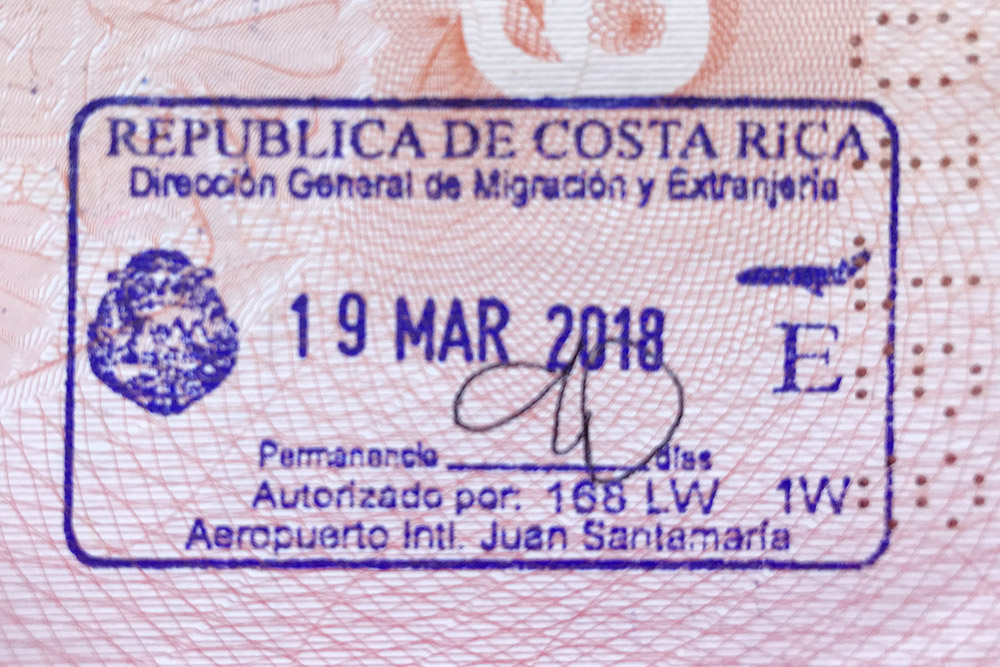 REPUBLICA DE COSTA RICA
Dirección General de Migración y Extranjería
19 MAR 2018
E
Permanencia ________ días
Autorizado por: 168 LW 1W
Aeropuerto Intl. Juan Santamaría